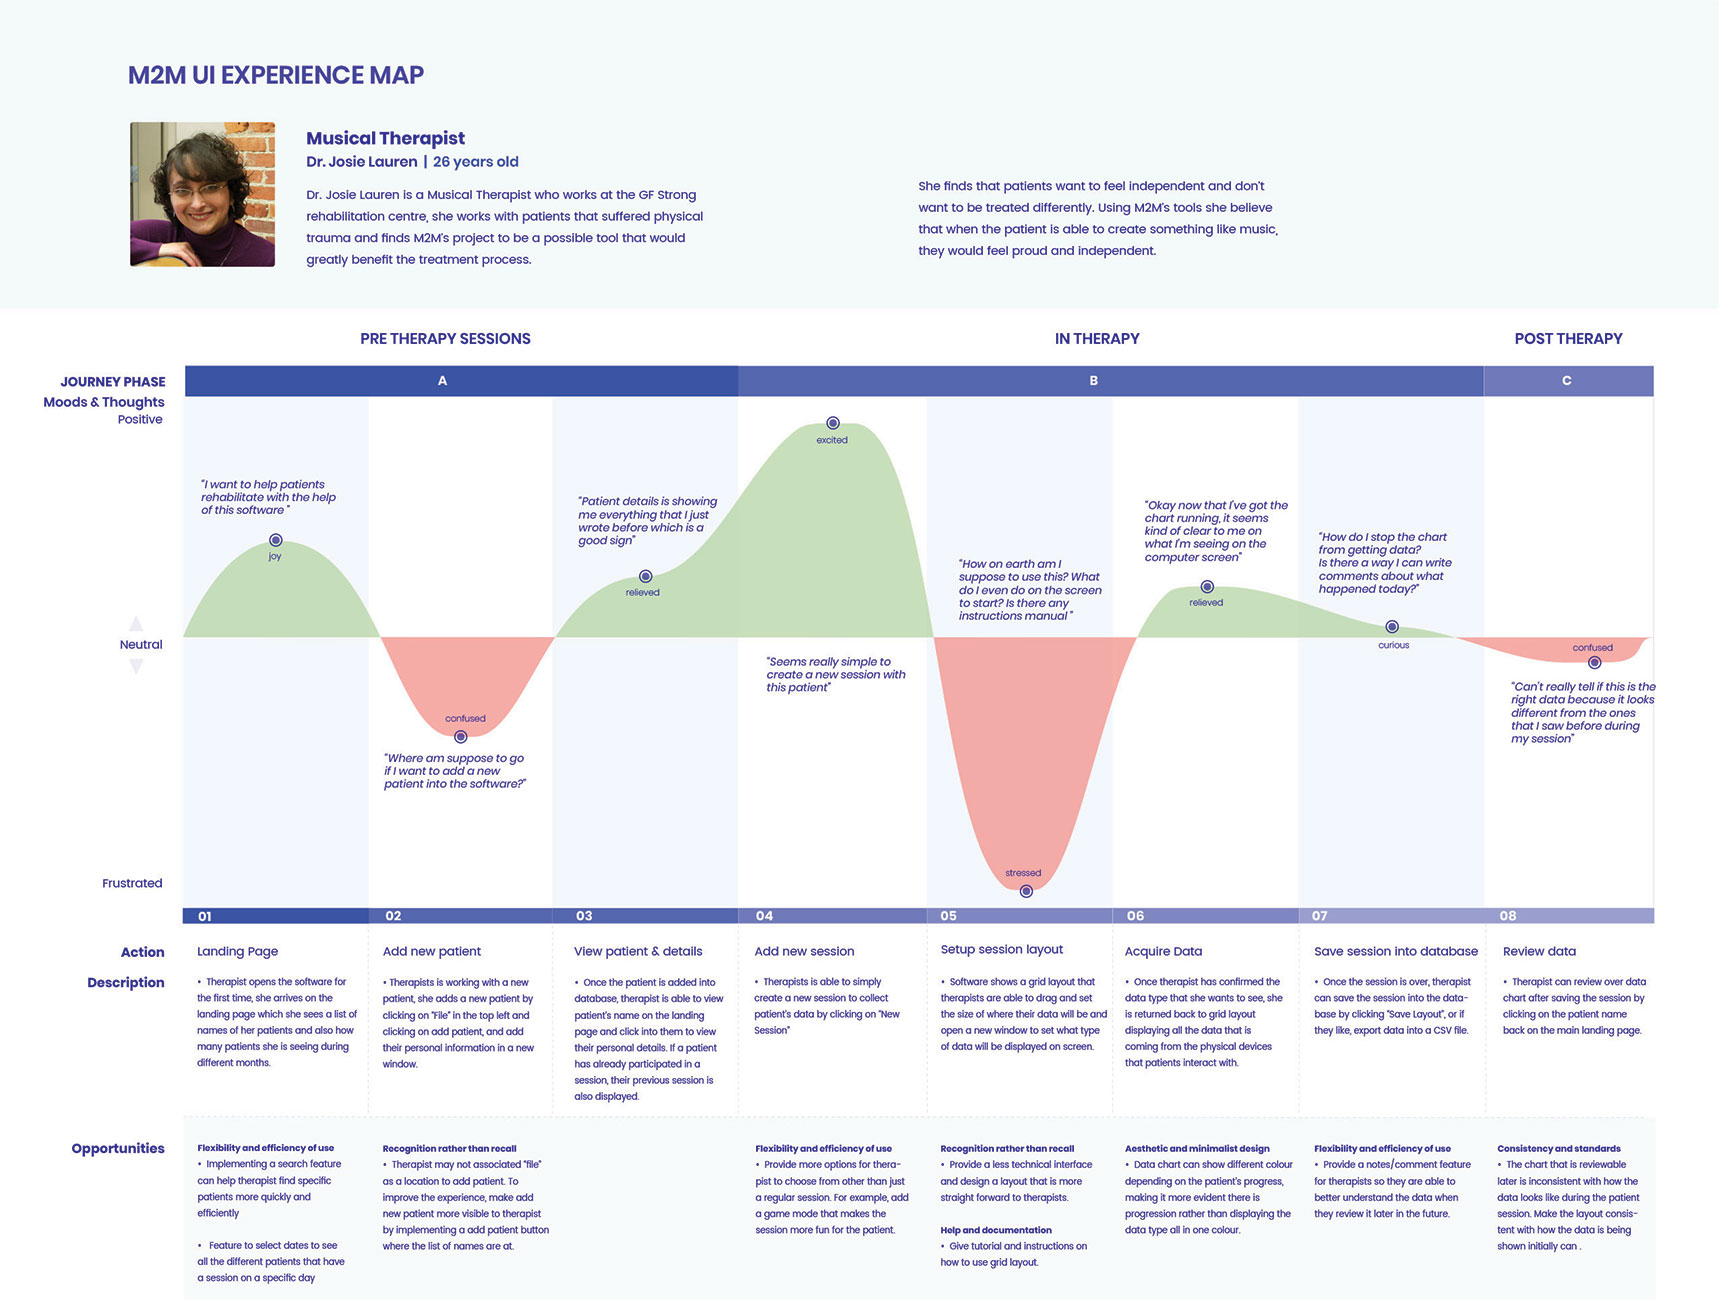 M2M UI EXPERIENCE MAP
Musical Therapist
Dr. Josie Lauren | 26 years old
Dr. Josie Lauren is a Musical Therapist who works at the GF Strong
rehabilitation centre, she works with patients that suffered physical
trauma and finds M2M's project to be a possible tool that would
greatly benefit the treatment process.
She finds that patients want to feel independent and don't
want to be treated differently. Using M2M's tools she believe
that when the patient is able to create something like music,
they would feel proud and independent.
PRE THERAPY SESSIONS
IN THERAPY
POST THERAPY
JOURNEY PHASE
A
B
C
Moods & Thoughts
Positive
Neutral
Frustrated
"I want to help patients
rehabilitate with the help
of this software "
joy
confused
"Where am suppose to go
if I want to add a new
patient into the software?"
"Patient details is showing
me everything that I just
wrote before which is a
good sign"
relieved
excited
"Seems really simple to
create a new session with
this patient"
"How on earth am I
suppose to use this? What
do I even do on the screen
to start? Is there any
instructions manual "
stressed
"Okay now that I've got the
chart running, it seems
kind of clear to me on
what I'm seeing on the
computer screen"
relieved
"How do I stop the chart
from getting data?
Is there a way I can write
comments about what
happened today?"
curious
confused
"Can't really tell if this is the
right data because it looks
different from the ones
that I saw before during
my session"
01
02
03
04
05
06
07
08
Action
Landing Page
Add new patient
View patient & details
Add new session
Setup session layout
Acquire Data
Save session into database
Review data
Description
• Therapist opens the software for
the first time, she arrives on the
landing page which she sees a list of
names of her patients and also how
many patients she is seeing during
different months.
• Therapists is working with a new
patient, she adds a new patient by
clicking on "File" in the top left and
clicking on add patient, and add
their personal information in a new
window.
• Once the patient is added into
database, therapist is able to view
patient's name on the landing
page and click into them to view
their personal details. If a patient
has already participated in a
session, their previous session is
also displayed.
• Therapists is able to simply
create a new session to collect
patient's data by clicking on "New
Session"
• Software shows a grid layout that
therapists are able to drag and set
the size of where their data will be and
open a new window to set what type
of data will be displayed on screen.
• Once therapist has confirmed the
data type that she wants to see, she
is returned back to grid layout
displaying all the data that is
coming from the physical devices
that patients interact with.
• Once the session is over, therapist
can save the session into the data-
base by clicking "Save Layout", or if
they like, export data into a CSV file.
• Therapist can review over data
chart after saving the session by
clicking on the patient name
back on the main landing page.
Opportunities
Flexibility and efficiency of use
• Implementing a search feature
can help therapist find specific
patients more quickly and
efficiently
• Feature to select dates to see
all the different patients that have
a session on a specific day
Recognition rather than recall
• Therapist may not associated "file"
as a location to add patient. To
improve the experience, make add
new patient more visible to therapist
by implementing a add patient button
where the list of names are at.
Flexibility and efficiency of use
• Provide more options for thera-
pist to choose from other than just
a regular session. For example, add
a game mode that makes the
session more fun for the patient.
Recognition rather than recall
• Provide a less technical interface
and design a layout that is more
straight forward to therapists.
Help and documentation
• Give tutorial and instructions on
how to use grid layout.
Aesthetic and minimalist design
• Data chart can show different colour
depending on the patient's progress,
making it more evident there is
progression rather than displaying the
data type all in one colour.
Flexibility and efficiency of use
• Provide a notes/comment feature
for therapists so they are able to
better understand the data when
they review it later in the future.
Consistency and standards
• The chart that is reviewable
later is inconsistent with how the
data looks like during the patient
session. Make the layout consis-
tent with how the data is being
shown initially can .